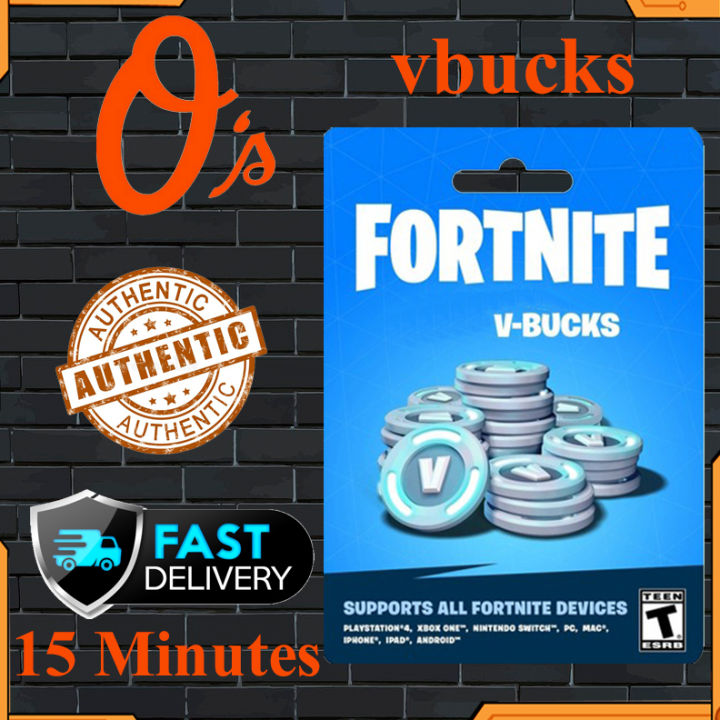 O's
vbucks
FORTNITE
V-BUCKS
V
AUTHENTIC
AUTHENTIC
AUTHENTIC
FAST
DELIVERY
15 Minutes
SUPPORTS ALL FORTNITE DEVICES
PLAYSTATION®4, XBOX ONE™, NINTENDO SWITCH™, PC, MAC®,
IPHONE®, IPAD®, ANDROID™
TEEN
T
ESRB